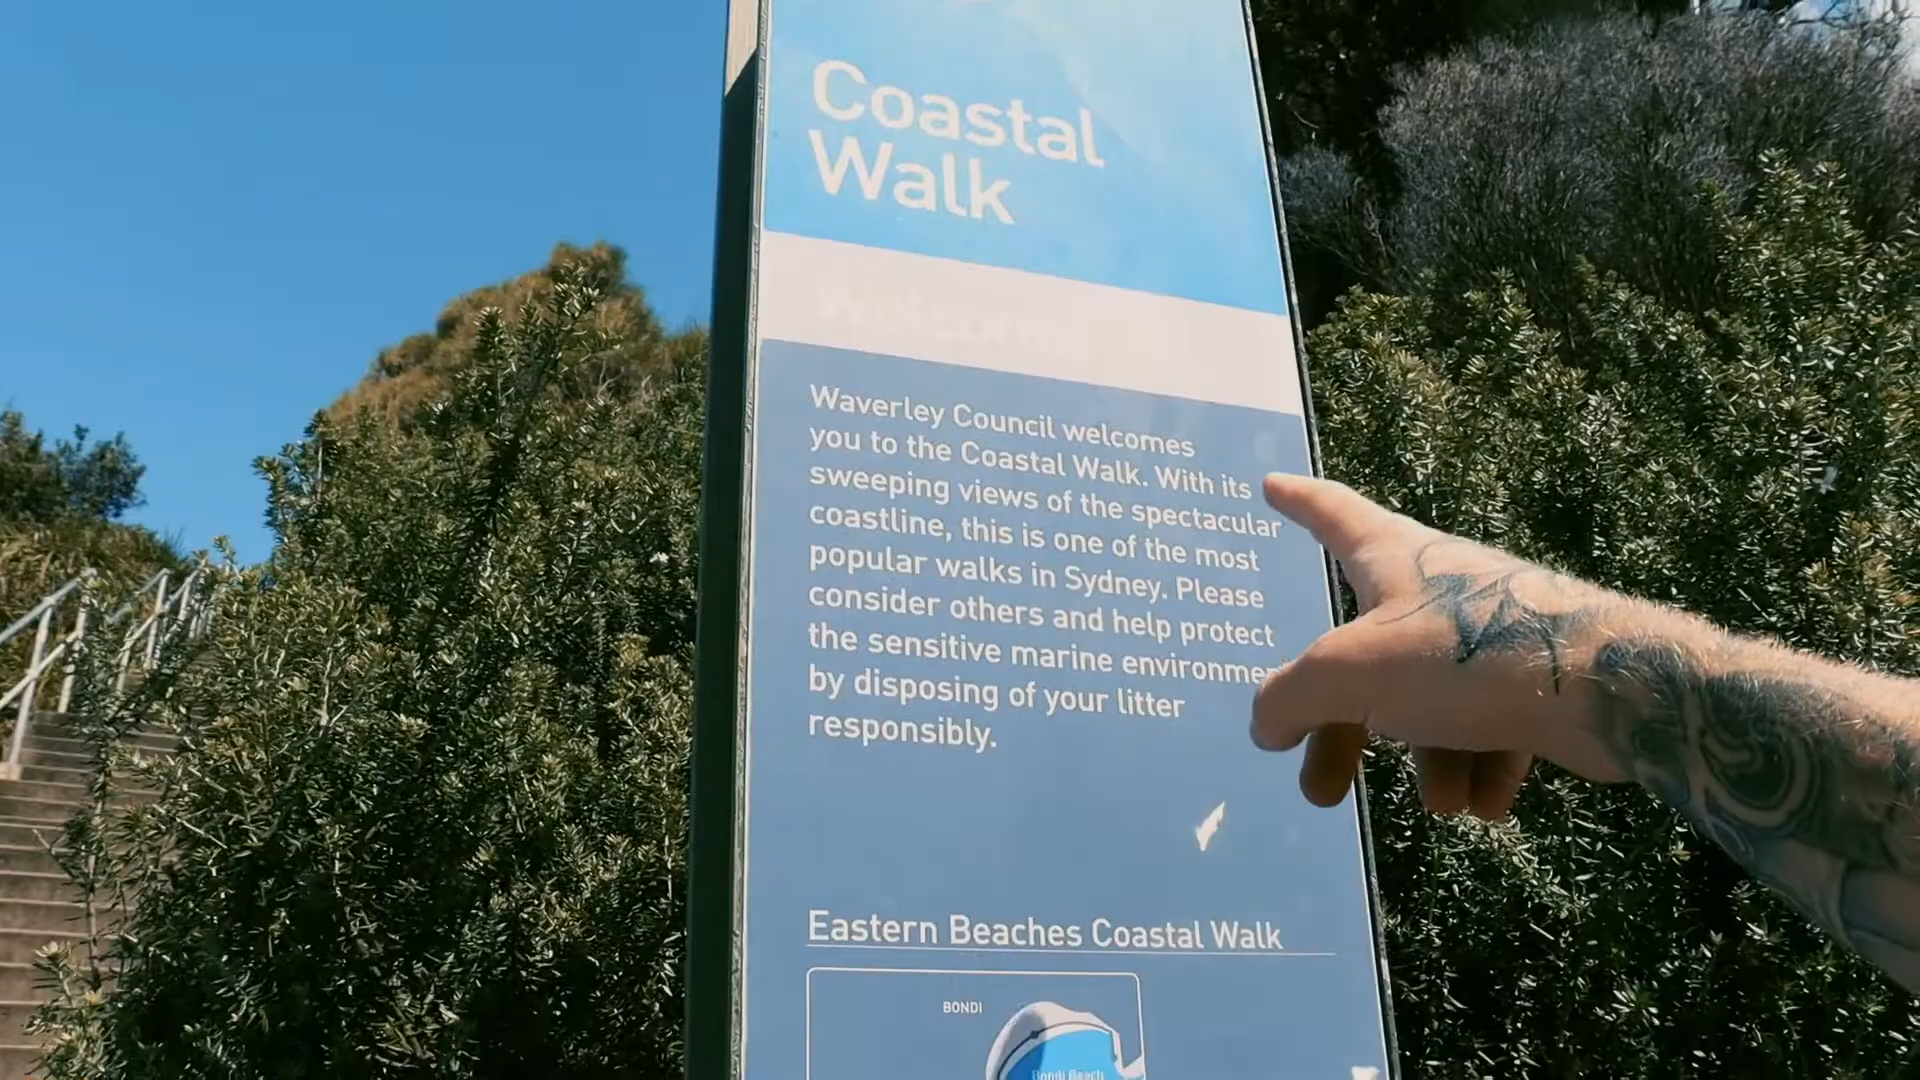 Coastal
Walk
Welcome
Waverley Council welcomes
you to the Coastal Walk. With its
sweeping views of the spectacular
coastline, this is one of the most
popular walks in Sydney. Please
consider others and help protect
the sensitive marine environmen
by disposing of your litter
responsibly.
Eastern Beaches Coastal Walk
BONDI
Bondi Beach